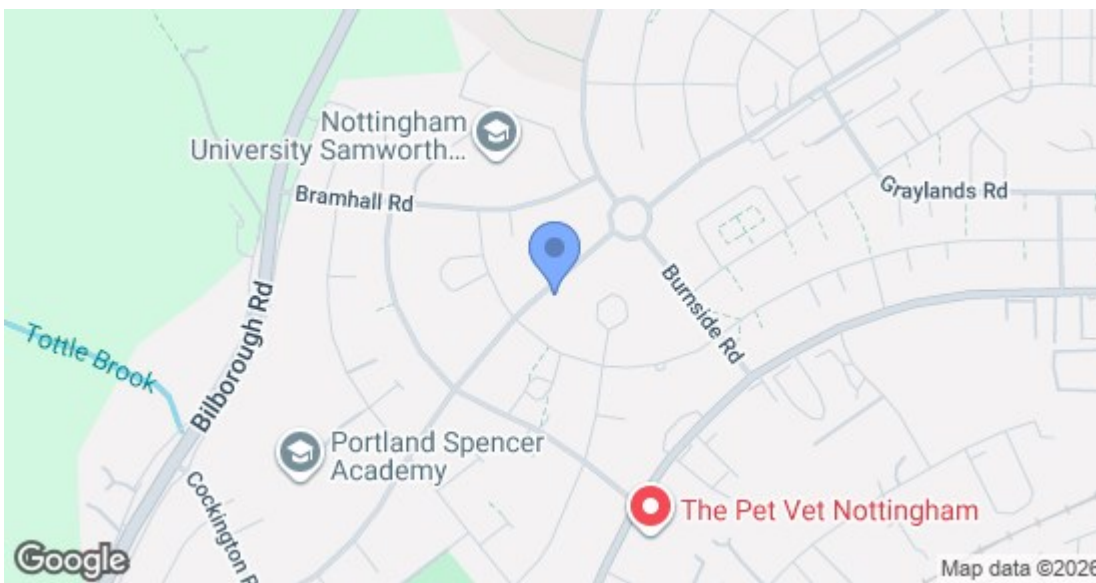 Nottingham
University Samworth...
Bramhall Rd
Graylands Rd
Burnside Rd
Bilborough Rd
Tottle Brook
Portland Spencer
Academy
Cockington R
The Pet Vet Nottingham
Google
Map data ©2026